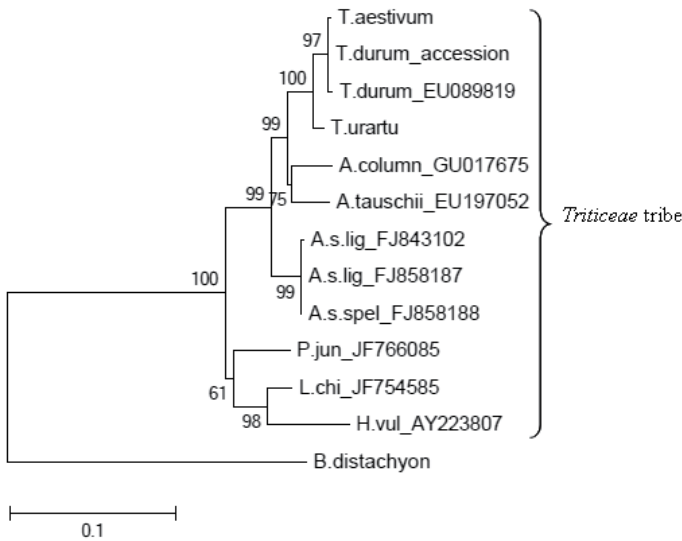 T.aestivum
97
T.durum_accession
100
T.durum_EU089819
99
T.urartu
A.column_GU017675
99
75
A.tauschii_EU197052
Triticeae tribe
A.s.lig_FJ843102
100
A.s.lig_FJ858187
99
A.s.spel_FJ858188
P.jun_JF766085
61
L.chi_JF754585
98
H.vul_AY223807
B.distachyon
0.1